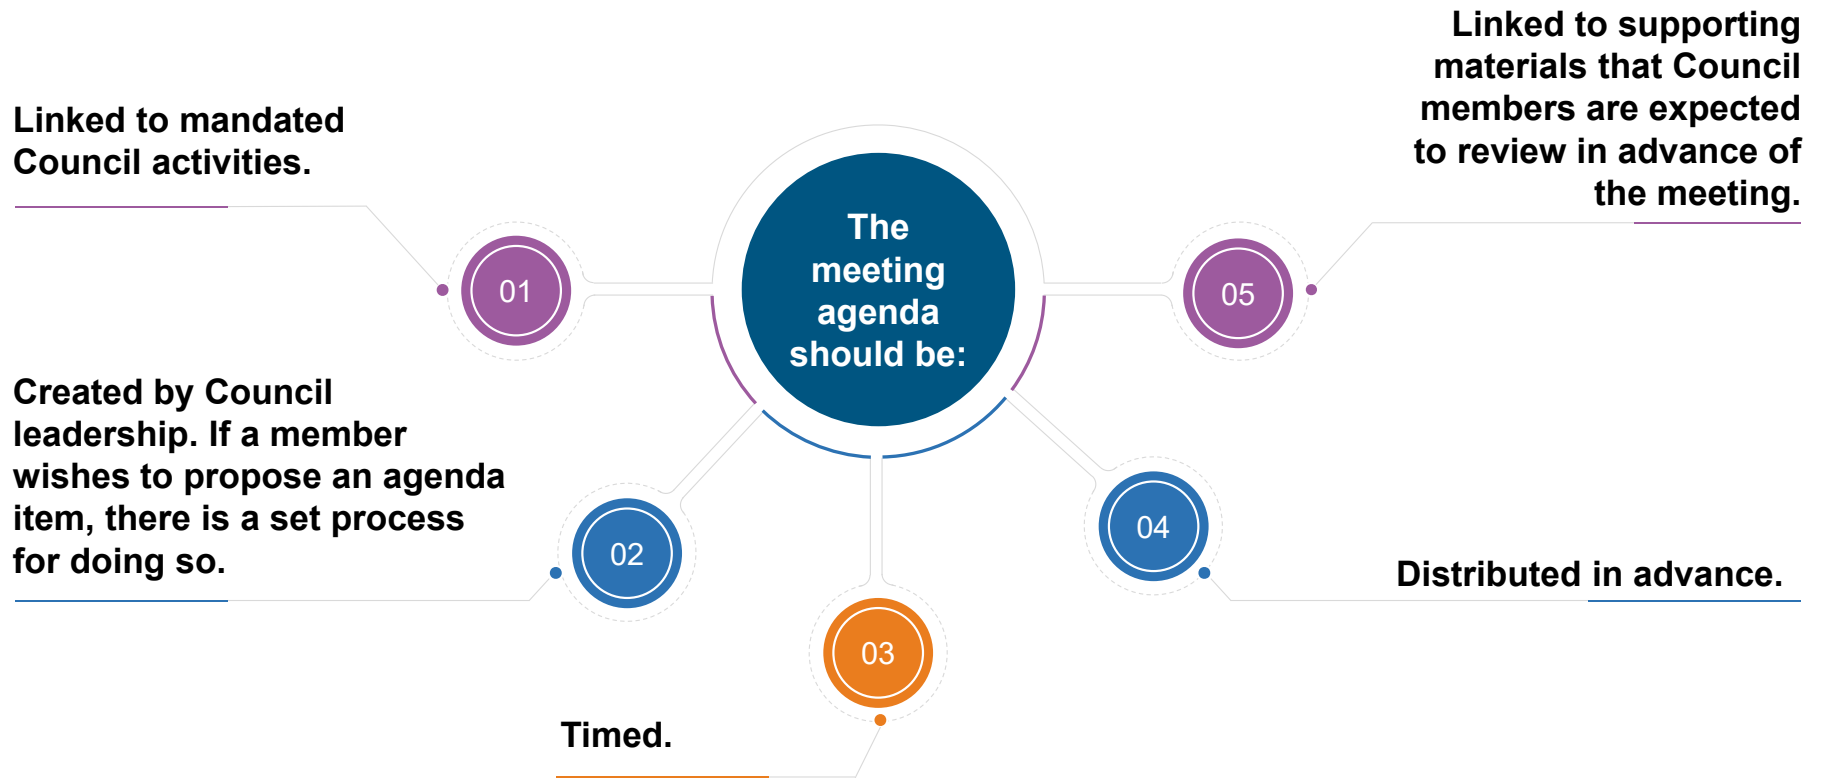 The
meeting
agenda
should be:
01
Linked to mandated
Council activities.
02
Created by Council
leadership. If a member
wishes to propose an agenda
item, there is a set process
for doing so.
03
Timed.
04
Distributed in advance.
05
Linked to supporting
materials that Council
members are expected
to review in advance of
the meeting.